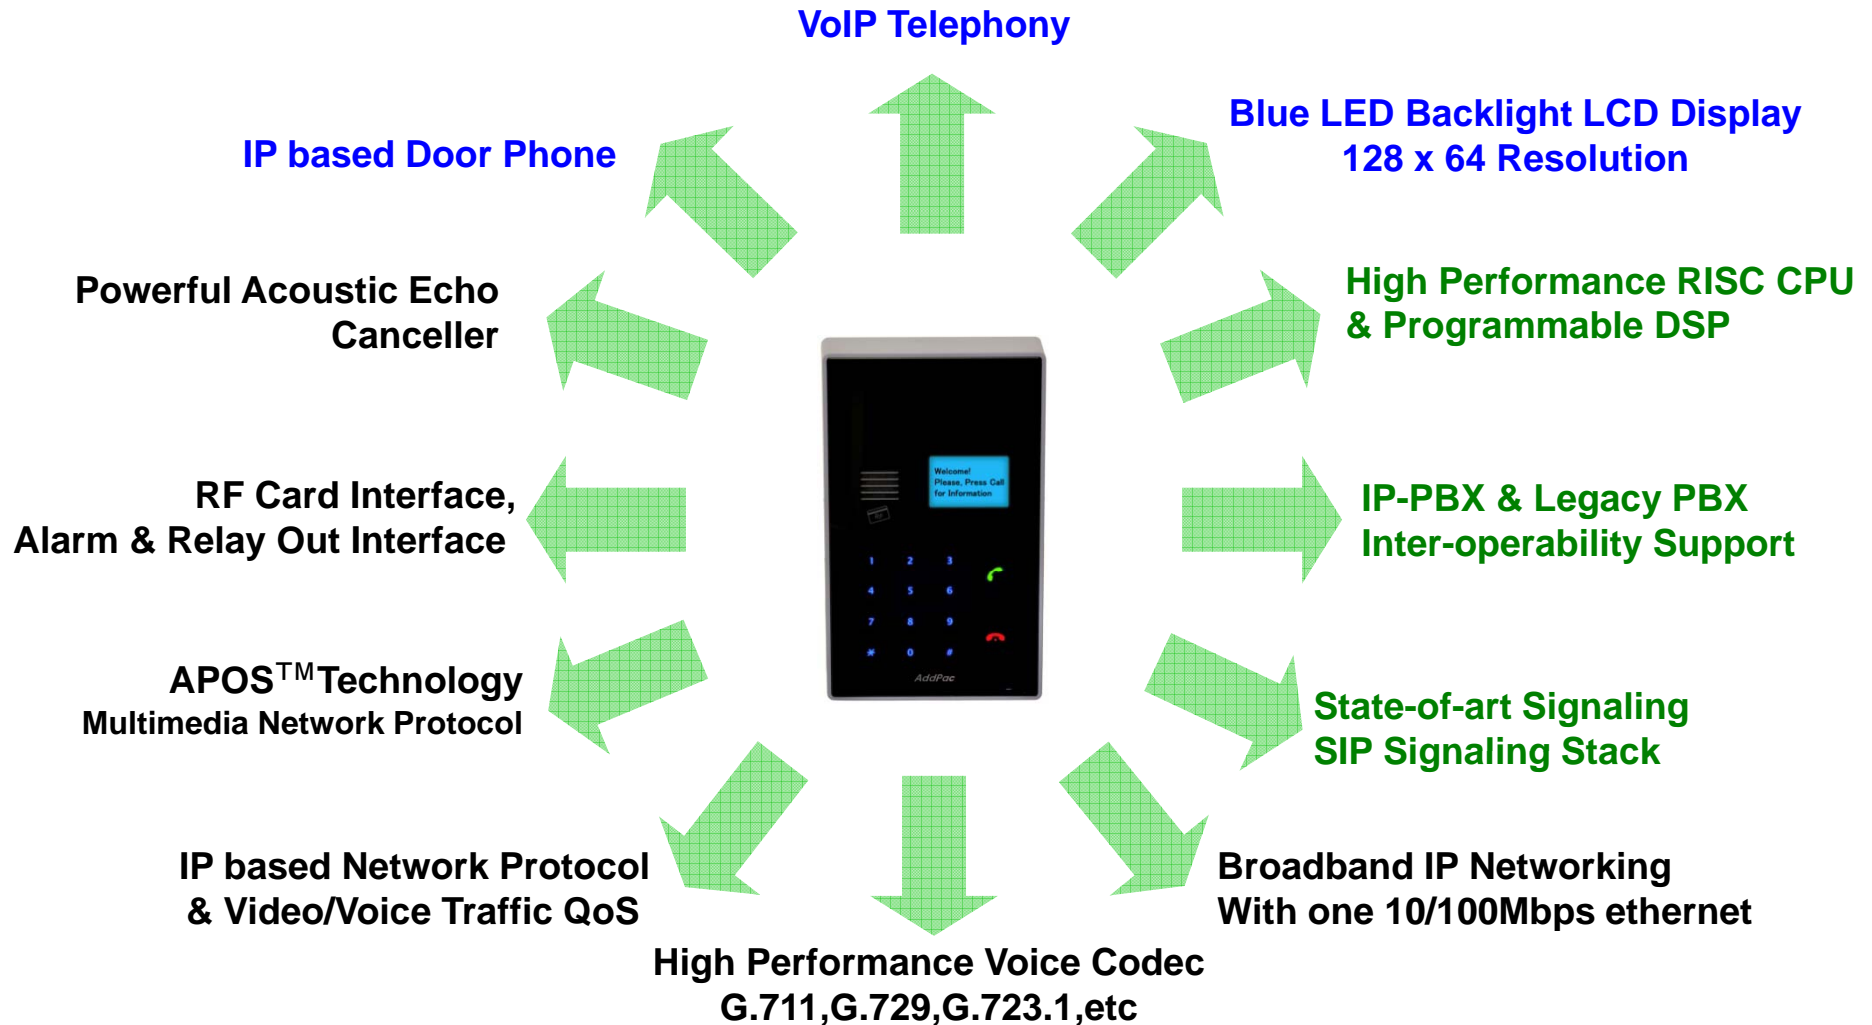 VoIP Telephony
Blue LED Backlight LCD Display
128 x 64 Resolution
IP based Door Phone
High Performance RISC CPU
& Programmable DSP
Powerful Acoustic Echo
Canceller
Welcome!
Please, Press Call
for Information
RF
RF Card Interface,
Alarm & Relay Out Interface
IP-PBX & Legacy PBX
Inter-operability Support
1 2 3
4 5 6
7 8 9
* 0 #
AddPac
APOS™Technology
Multimedia Network Protocol
State-of-art Signaling
SIP Signaling Stack
IP based Network Protocol
& Video/Voice Traffic QoS
Broadband IP Networking
With one 10/100Mbps ethernet
High Performance Voice Codec
G.711,G.729,G.723.1,etc